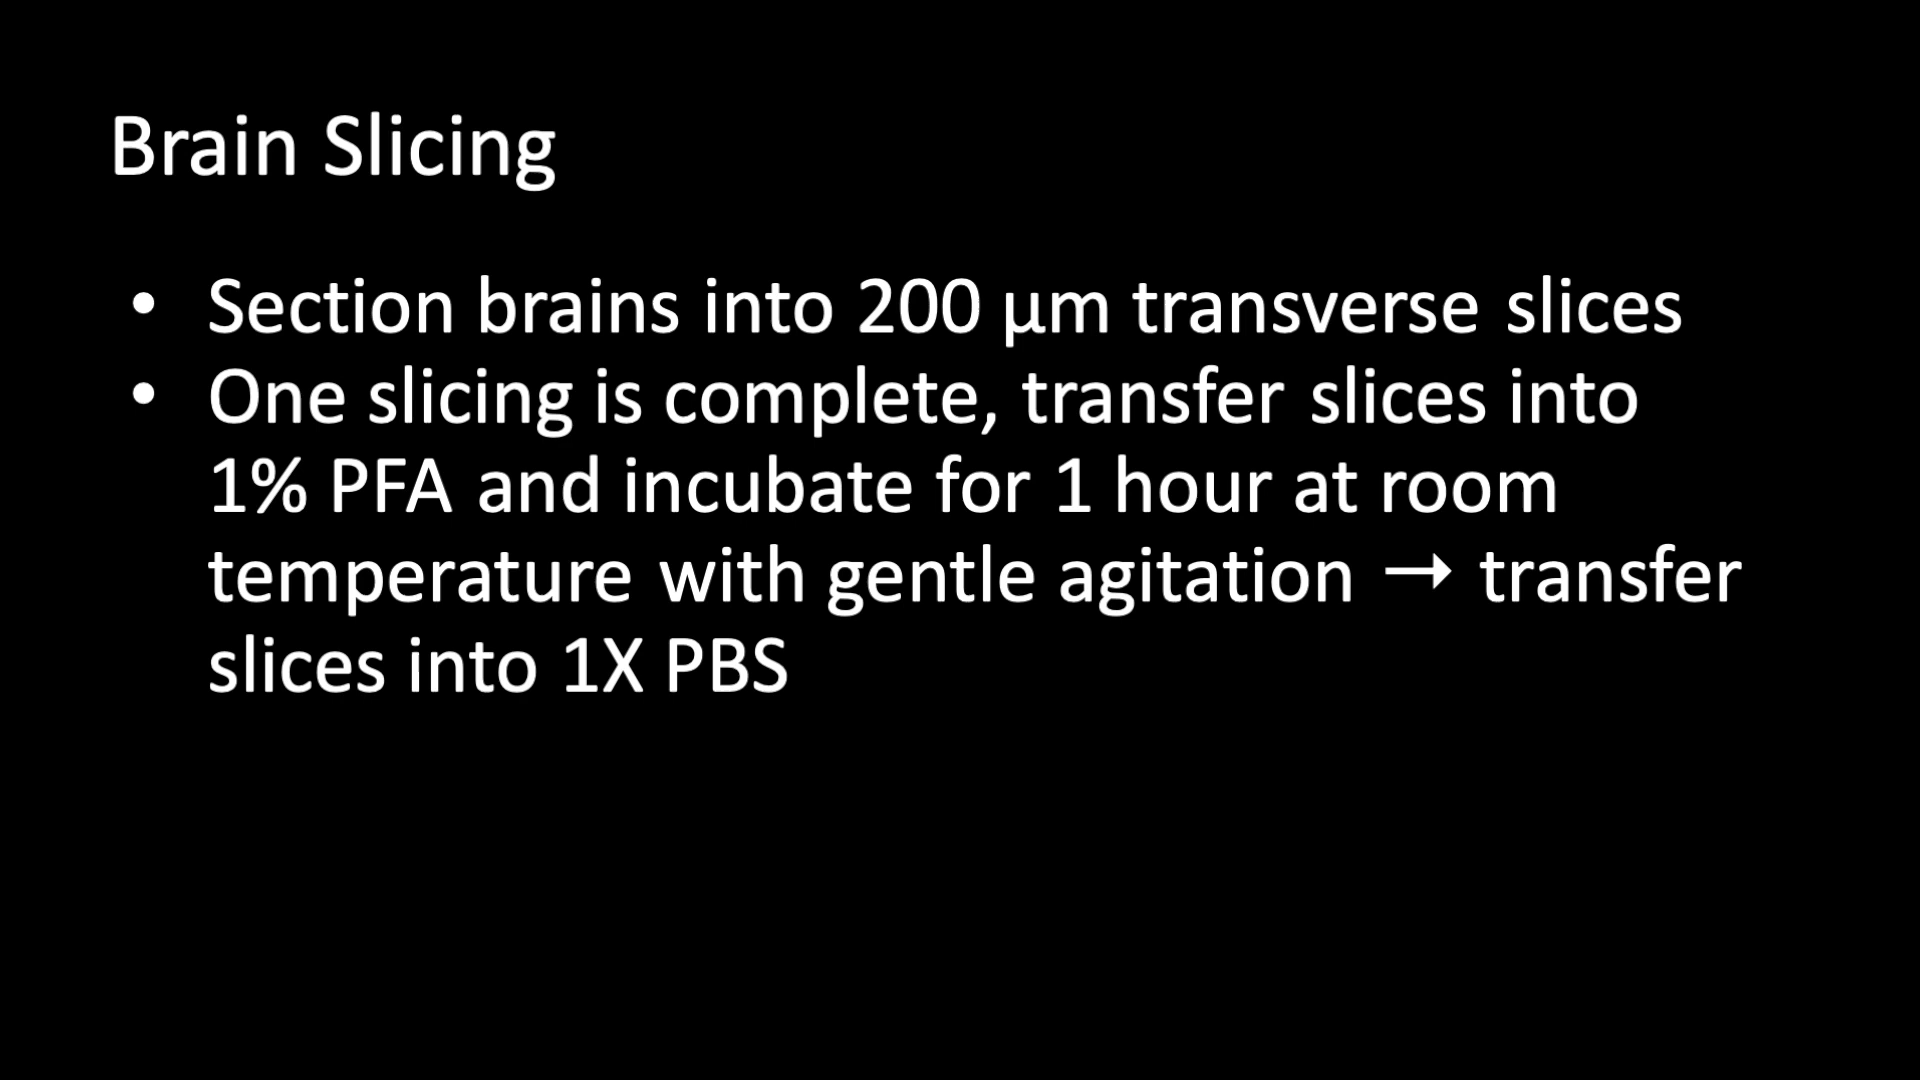 Brain Slicing
• Section brains into 200 µm transverse slices
• One slicing is complete, transfer slices into
1% PFA and incubate for 1 hour at room
temperature with gentle agitation → transfer
slices into 1X PBS